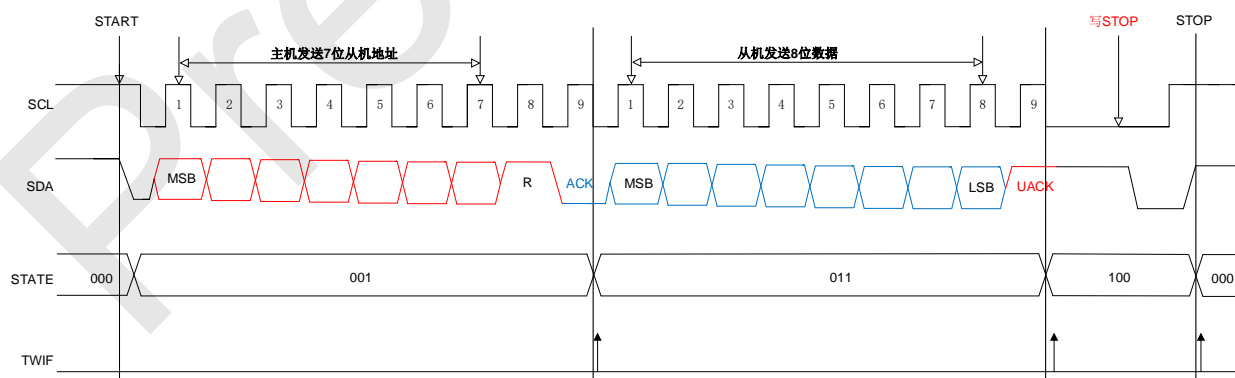 START 写STOP STOP
主机发送7位从机地址 从机发送8位数据
SCL 1 2 3 4 5 6 7 8 9 1 2 3 4 5 6 7 8 9
SDA MSB R ACK MSB LSB UACK
STATE 000 001 011 100 000
TWIF
Pre